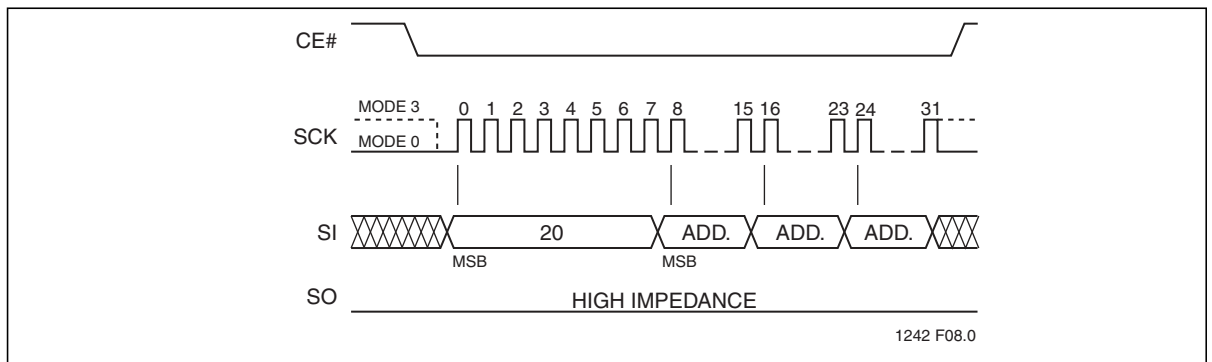 CE#
MODE 3
0 1 2 3 4 5 6 7 8 15 16 23 24 31
SCK
MODE 0
SI
20
ADD.
ADD.
ADD.
MSB
MSB
SO
HIGH IMPEDANCE
1242 F08.0